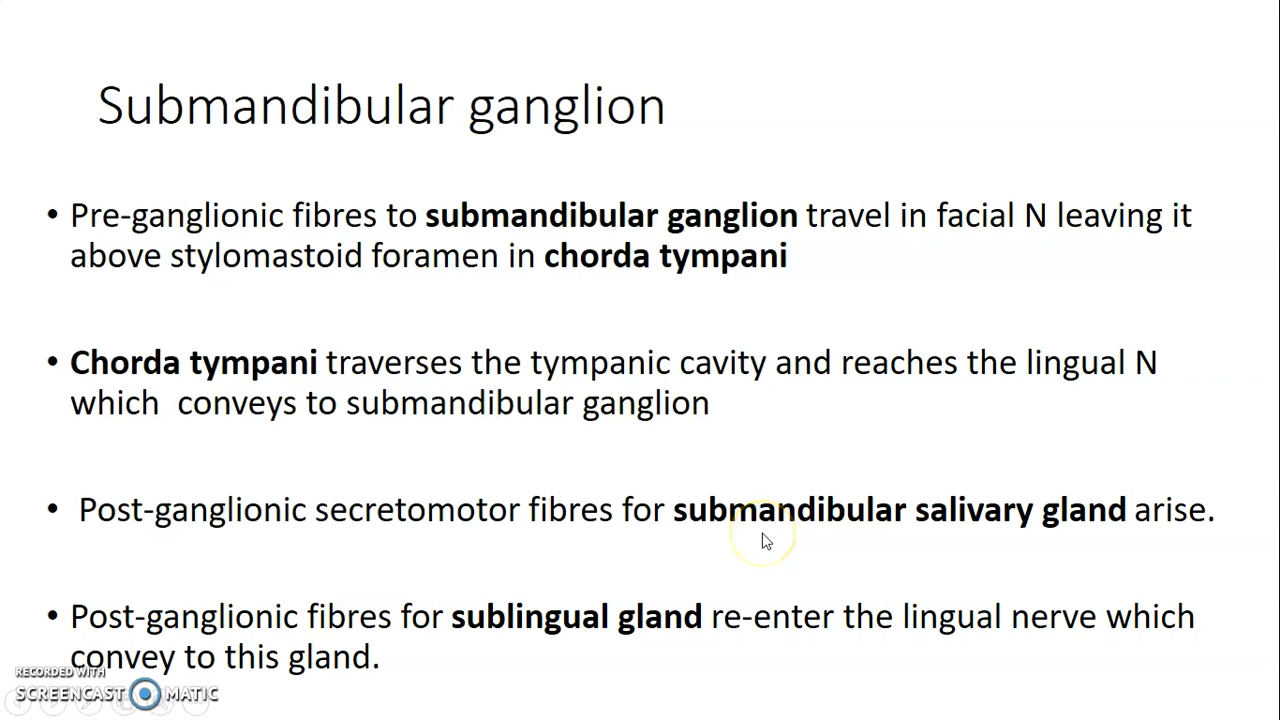 Submandibular ganglion
• Pre-ganglionic fibres to submandibular ganglion travel in facial N leaving it
above stylomastoid foramen in chorda tympani
• Chorda tympani traverses the tympanic cavity and reaches the lingual N
which conveys to submandibular ganglion
• Post-ganglionic secretomotor fibres for submandibular salivary gland arise.
• Post-ganglionic fibres for sublingual gland re-enter the lingual nerve which
convey to this gland.
RECORDED WITH
SCREENCAST MATIC